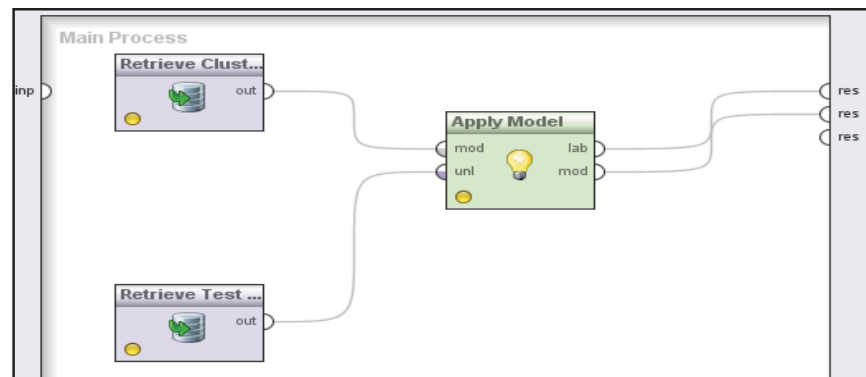 Main Process
Retrieve Clust...
inp
out
res
Apply Model
res
mod
lab
res
unl
mod
Retrieve Test ...
out